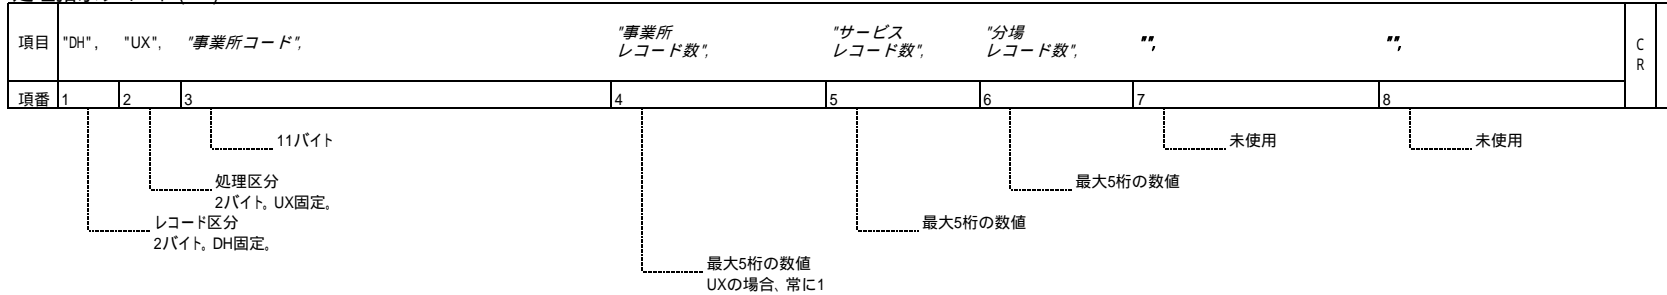 項目 "DH", "UX", "事業所コード", "事業所 "サービス "分場 "", "", C
レコード数", レコード数", レコード数", R
項番 1 2 3 4 5 6 7 8
11バイト 未使用 未使用
処理区分 最大5桁の数値
2バイト。UX固定。
レコード区分 最大5桁の数値
2バイト。DH固定。
最大5桁の数値
UXの場合、常に1